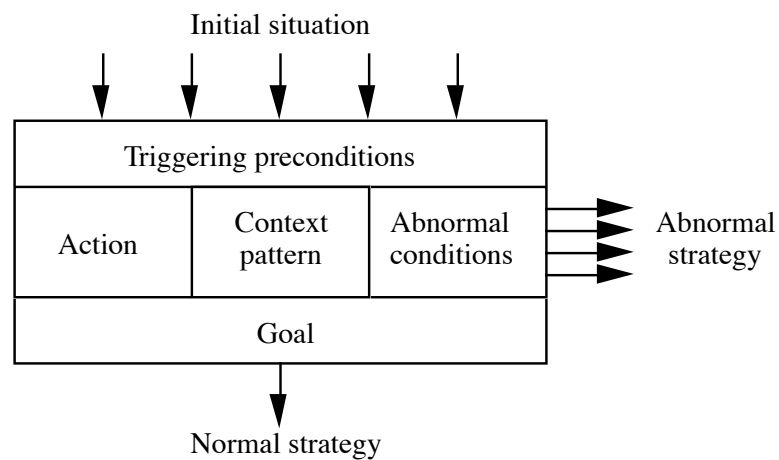 Initial situation
Triggering preconditions
Action
Context
pattern
Abnormal
conditions
Abnormal
strategy
Goal
Normal strategy